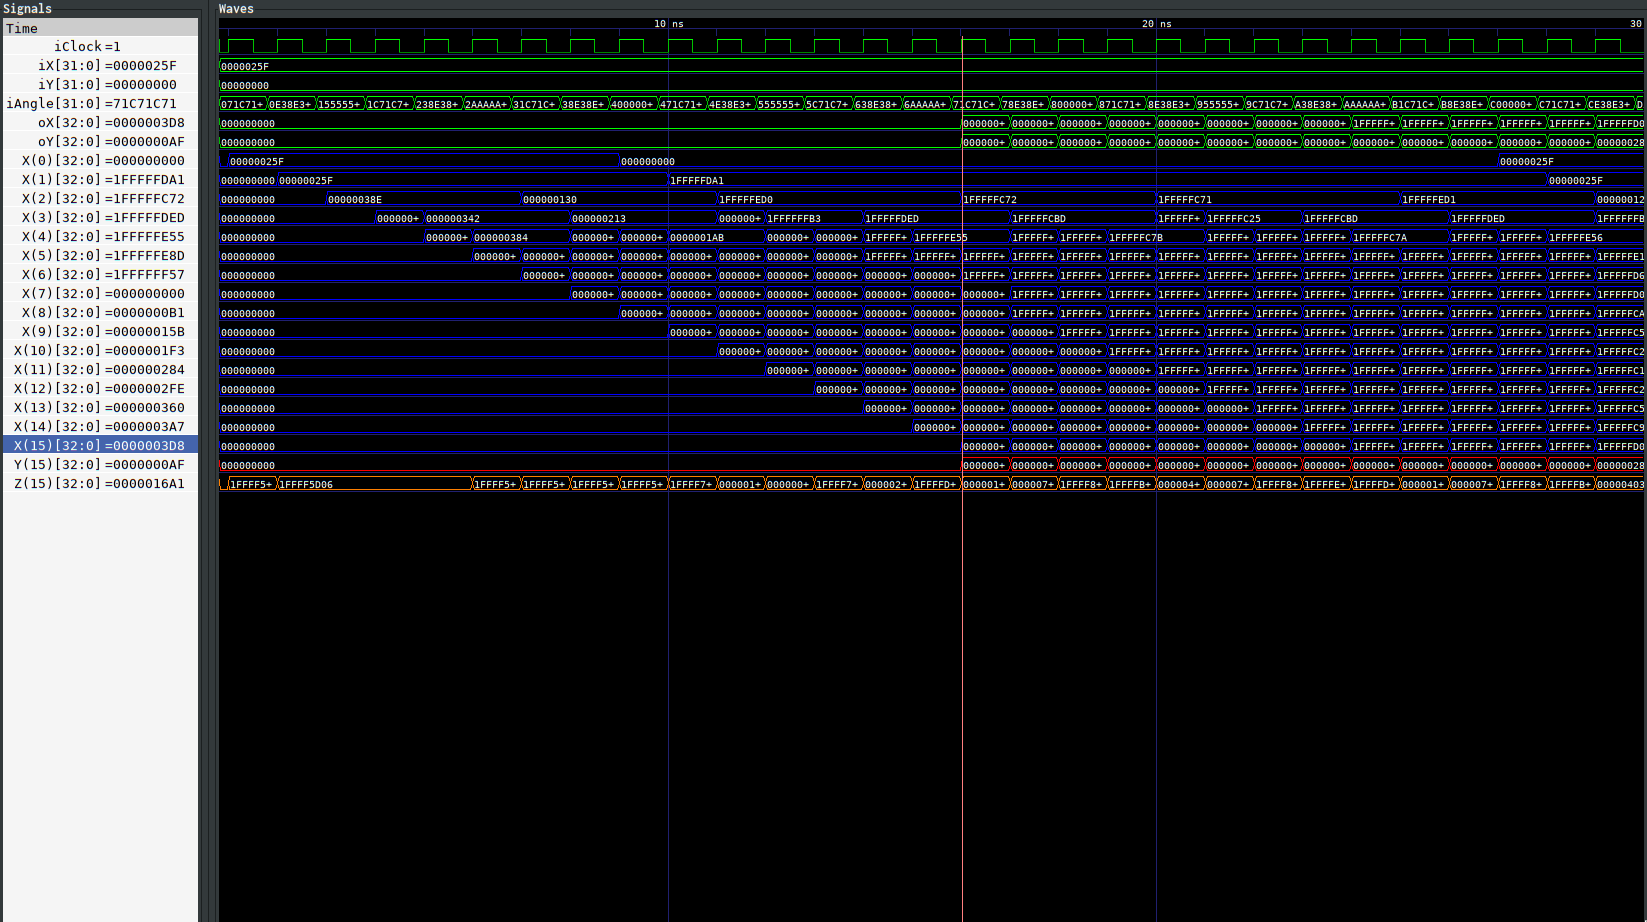 Signals Waves
Time 10 ns 20 ns 30
iClock=1
iX[31:0]=0000025F 0000025F
iY[31:0]=00000000 00000000
iAngle[31:0]=71C71C71 071C71+ 0E38E3+ 155555+ 1C71C7+ 238E38+ 2AAAAA+ 31C71C+ 38E38E+ 400000+ 471C71+ 4E38E3+ 555555+ 5C71C7+ 638E38+ 6AAAAA+ 71C71C+ 78E38E+ 800000+ 871C71+ 8E38E3+ 955555+ 9C71C7+ A38E38+ AAAAAA+ B1C71C+ B8E38E+ C00000+ C71C71+ CE38E3+ D
oX[32:0]=0000003D8 000000000 000000+ 000000+ 000000+ 000000+ 000000+ 000000+ 000000+ 000000+ 1FFFFF+ 1FFFFF+ 1FFFFF+ 1FFFFF+ 1FFFFF+ 1FFFFFD0
oY[32:0]=0000000AF 000000000 000000+ 000000+ 000000+ 000000+ 000000+ 000000+ 000000+ 000000+ 000000+ 000000+ 000000+ 000000+ 000000+ 00000028
X(0)[32:0]=000000000 00000025F 000000000 00000025F
X(1)[32:0]=1FFFFFDA1 000000000 00000025F 1FFFFFDA1 00000025F
X(2)[32:0]=1FFFFFC72 000000000 00000038E 000000130 1FFFFFED0 1FFFFFC72 1FFFFFC71 1FFFFFED1 00000012
X(3)[32:0]=1FFFFFDED 000000000 000000+ 000000342 000000213 000000+ 1FFFFFFB3 1FFFFFDED 1FFFFFCBD 1FFFFF+ 1FFFFFC25 1FFFFFCBD 1FFFFFDED 1FFFFFFB
X(4)[32:0]=1FFFFFE55 000000000 000000+ 000000384 000000+ 000000+ 0000001AB 000000+ 000000+ 1FFFFF+ 1FFFFFE55 1FFFFF+ 1FFFFF+ 1FFFFFC7B 1FFFFF+ 1FFFFF+ 1FFFFF+ 1FFFFFC7A 1FFFFF+ 1FFFFF+ 1FFFFFE56
X(5)[32:0]=1FFFFFE8D 000000000 000000+ 000000+ 000000+ 000000+ 000000+ 000000+ 000000+ 000000+ 1FFFFF+ 1FFFFF+ 1FFFFF+ 1FFFFF+ 1FFFFF+ 1FFFFF+ 1FFFFF+ 1FFFFF+ 1FFFFF+ 1FFFFF+ 1FFFFF+ 1FFFFF+ 1FFFFF+ 1FFFFF+ 1FFFFFE1
X(6)[32:0]=1FFFFFF57 000000000 000000+ 000000+ 000000+ 000000+ 000000+ 000000+ 000000+ 000000+ 000000+ 1FFFFF+ 1FFFFF+ 1FFFFF+ 1FFFFF+ 1FFFFF+ 1FFFFF+ 1FFFFF+ 1FFFFF+ 1FFFFF+ 1FFFFF+ 1FFFFF+ 1FFFFF+ 1FFFFF+ 1FFFFFD6
X(7)[32:0]=000000000 000000000 000000+ 000000+ 000000+ 000000+ 000000+ 000000+ 000000+ 000000+ 000000+ 1FFFFF+ 1FFFFF+ 1FFFFF+ 1FFFFF+ 1FFFFF+ 1FFFFF+ 1FFFFF+ 1FFFFF+ 1FFFFF+ 1FFFFF+ 1FFFFF+ 1FFFFF+ 1FFFFFD0
X(8)[32:0]=0000000B1 000000000 000000+ 000000+ 000000+ 000000+ 000000+ 000000+ 000000+ 000000+ 1FFFFF+ 1FFFFF+ 1FFFFF+ 1FFFFF+ 1FFFFF+ 1FFFFF+ 1FFFFF+ 1FFFFF+ 1FFFFF+ 1FFFFF+ 1FFFFF+ 1FFFFF+ 1FFFFFCA
X(9)[32:0]=00000015B 000000000 000000+ 000000+ 000000+ 000000+ 000000+ 000000+ 000000+ 000000+ 1FFFFF+ 1FFFFF+ 1FFFFF+ 1FFFFF+ 1FFFFF+ 1FFFFF+ 1FFFFF+ 1FFFFF+ 1FFFFF+ 1FFFFF+ 1FFFFF+ 1FFFFFC5
X(10)[32:0]=0000001F3 000000000 000000+ 000000+ 000000+ 000000+ 000000+ 000000+ 000000+ 000000+ 1FFFFF+ 1FFFFF+ 1FFFFF+ 1FFFFF+ 1FFFFF+ 1FFFFF+ 1FFFFF+ 1FFFFF+ 1FFFFF+ 1FFFFF+ 1FFFFFC2
X(11)[32:0]=000000284 000000000 000000+ 000000+ 000000+ 000000+ 000000+ 000000+ 000000+ 000000+ 1FFFFF+ 1FFFFF+ 1FFFFF+ 1FFFFF+ 1FFFFF+ 1FFFFF+ 1FFFFF+ 1FFFFF+ 1FFFFF+ 1FFFFFC1
X(12)[32:0]=0000002FE 000000000 000000+ 000000+ 000000+ 000000+ 000000+ 000000+ 000000+ 000000+ 1FFFFF+ 1FFFFF+ 1FFFFF+ 1FFFFF+ 1FFFFF+ 1FFFFF+ 1FFFFF+ 1FFFFF+ 1FFFFFC2
X(13)[32:0]=000000360 000000000 000000+ 000000+ 000000+ 000000+ 000000+ 000000+ 000000+ 000000+ 1FFFFF+ 1FFFFF+ 1FFFFF+ 1FFFFF+ 1FFFFF+ 1FFFFF+ 1FFFFF+ 1FFFFFC5
X(14)[32:0]=0000003A7 000000000 000000+ 000000+ 000000+ 000000+ 000000+ 000000+ 000000+ 000000+ 1FFFFF+ 1FFFFF+ 1FFFFF+ 1FFFFF+ 1FFFFF+ 1FFFFF+ 1FFFFFC9
X(15)[32:0]=0000003D8 000000000 000000+ 000000+ 000000+ 000000+ 000000+ 000000+ 000000+ 000000+ 1FFFFF+ 1FFFFF+ 1FFFFF+ 1FFFFF+ 1FFFFF+ 1FFFFFD0
Y(15)[32:0]=0000000AF 000000000 000000+ 000000+ 000000+ 000000+ 000000+ 000000+ 000000+ 000000+ 000000+ 000000+ 000000+ 000000+ 000000+ 00000028
Z(15)[32:0]=0000016A1 1FFFF5+ 1FFFF5D06 1FFFF5+ 1FFFF5+ 1FFFF5+ 1FFFF5+ 1FFFF7+ 000001+ 000000+ 1FFFF7+ 000002+ 1FFFFD+ 000001+ 000007+ 1FFFF8+ 1FFFFB+ 000004+ 000007+ 1FFFF8+ 1FFFFE+ 1FFFFD+ 000001+ 000007+ 1FFFF8+ 1FFFFB+ 00000403